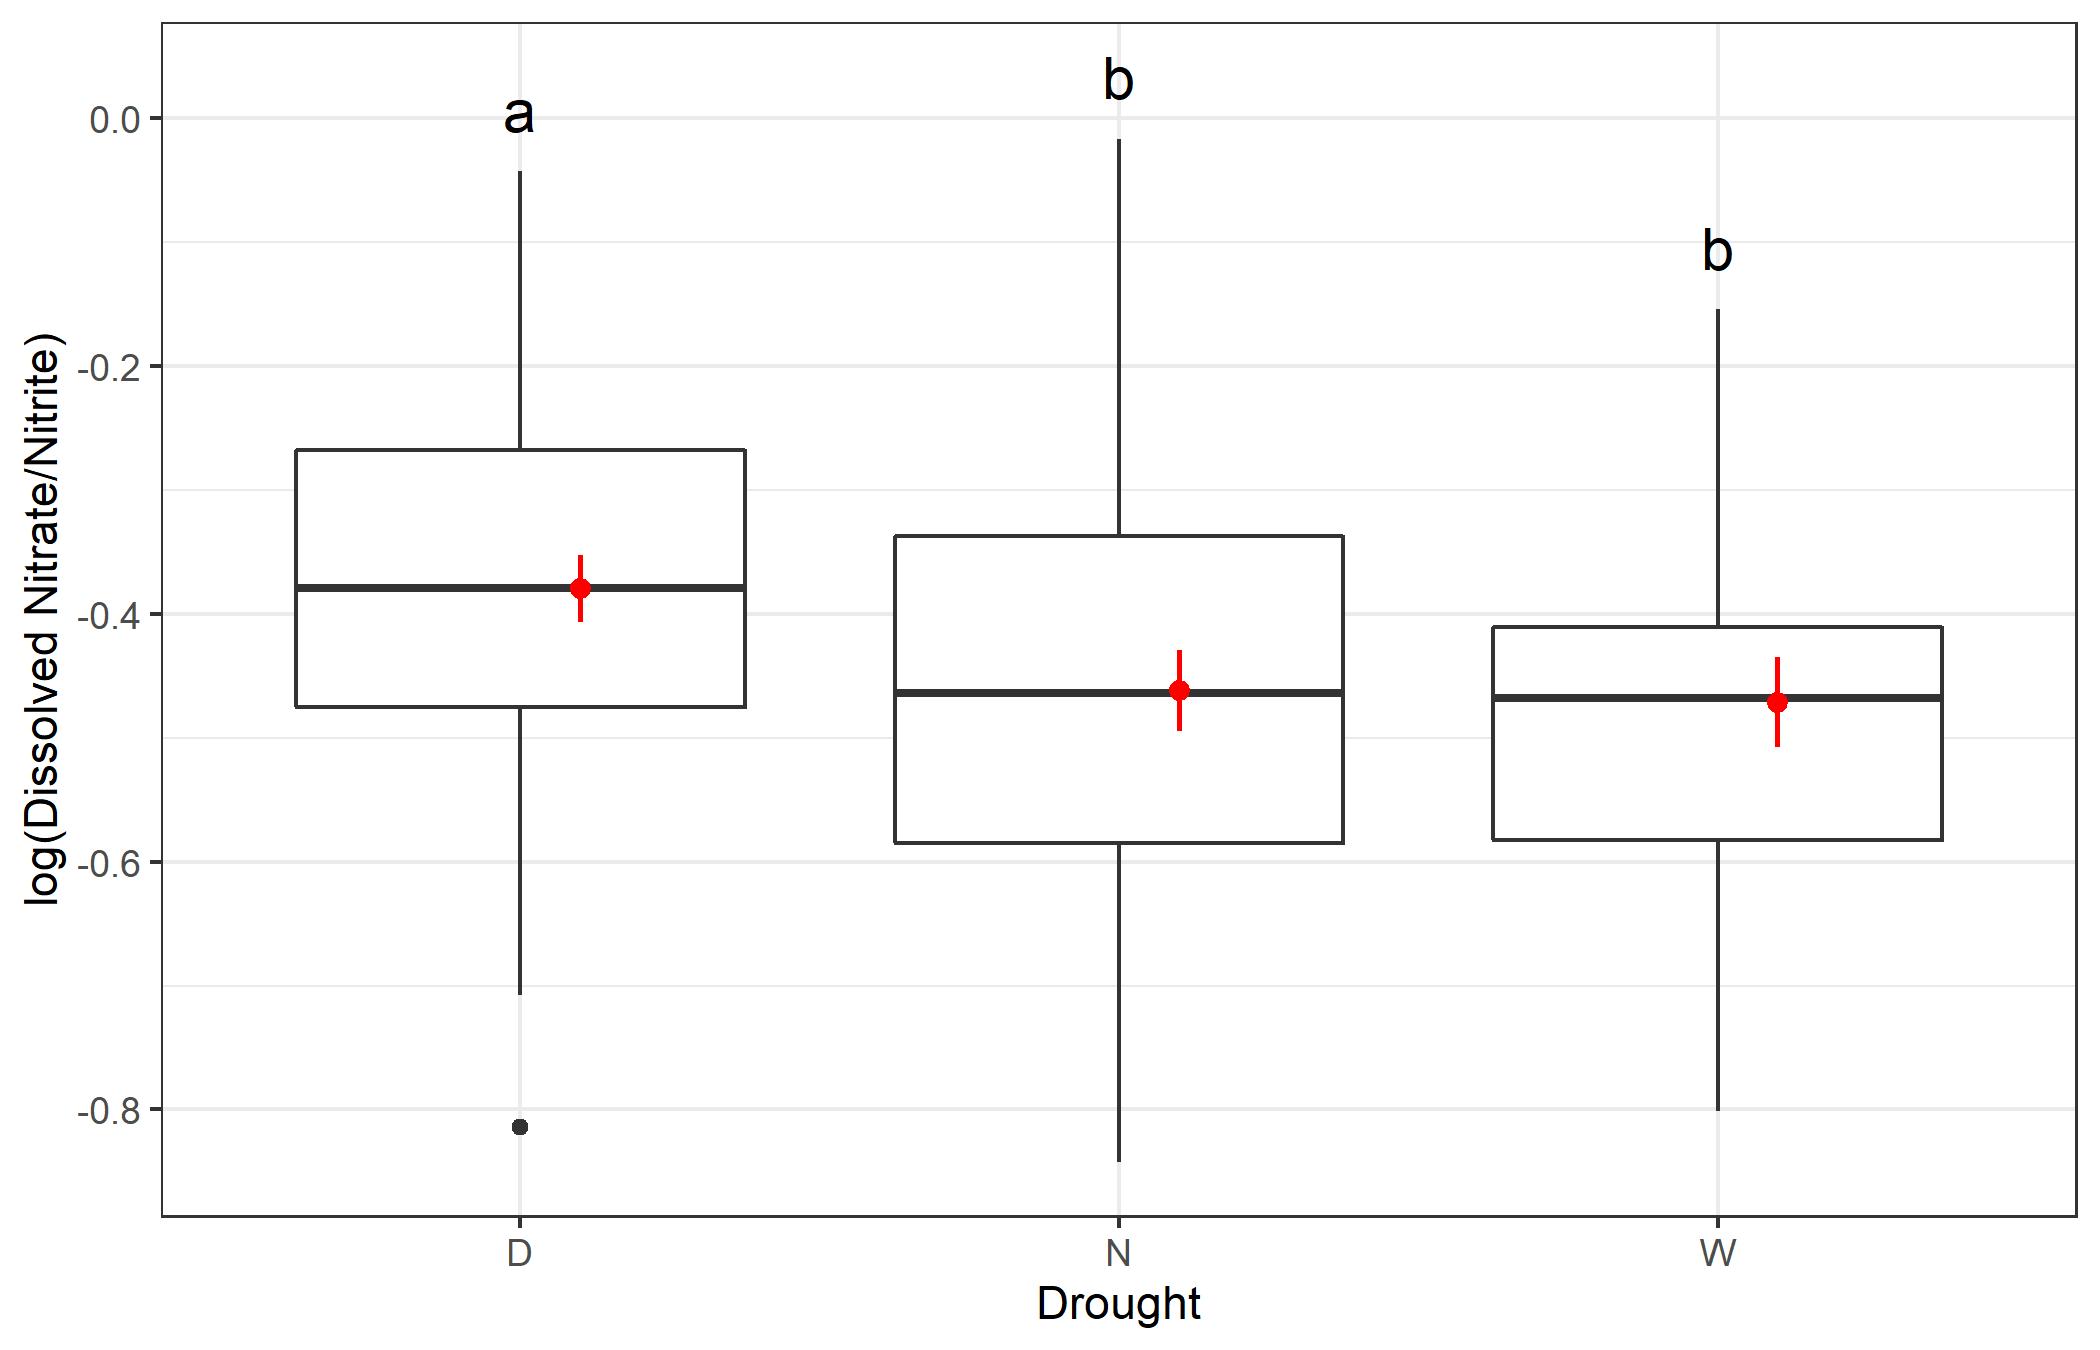 b
a
b
0.0
-0.2
-0.4
-0.6
-0.8
log(Dissolved Nitrate/Nitrite)
D
N
W
Drought